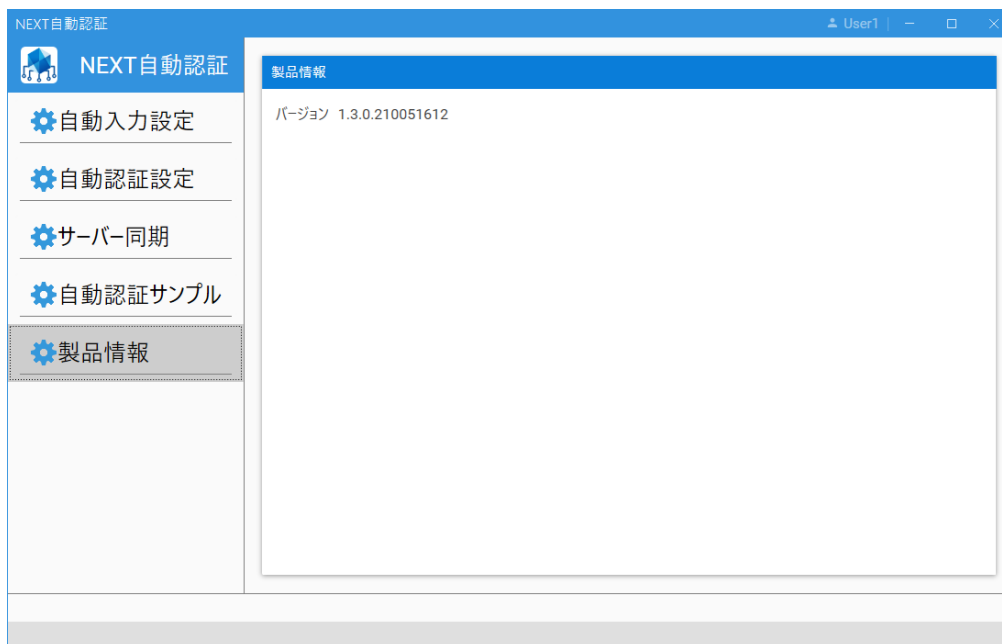 NEXT自動認証
User1
NEXT自動認証
自動入力設定
自動認証設定
サーバー同期
自動認証サンプル
製品情報
製品情報
バージョン 1.3.0.210051612